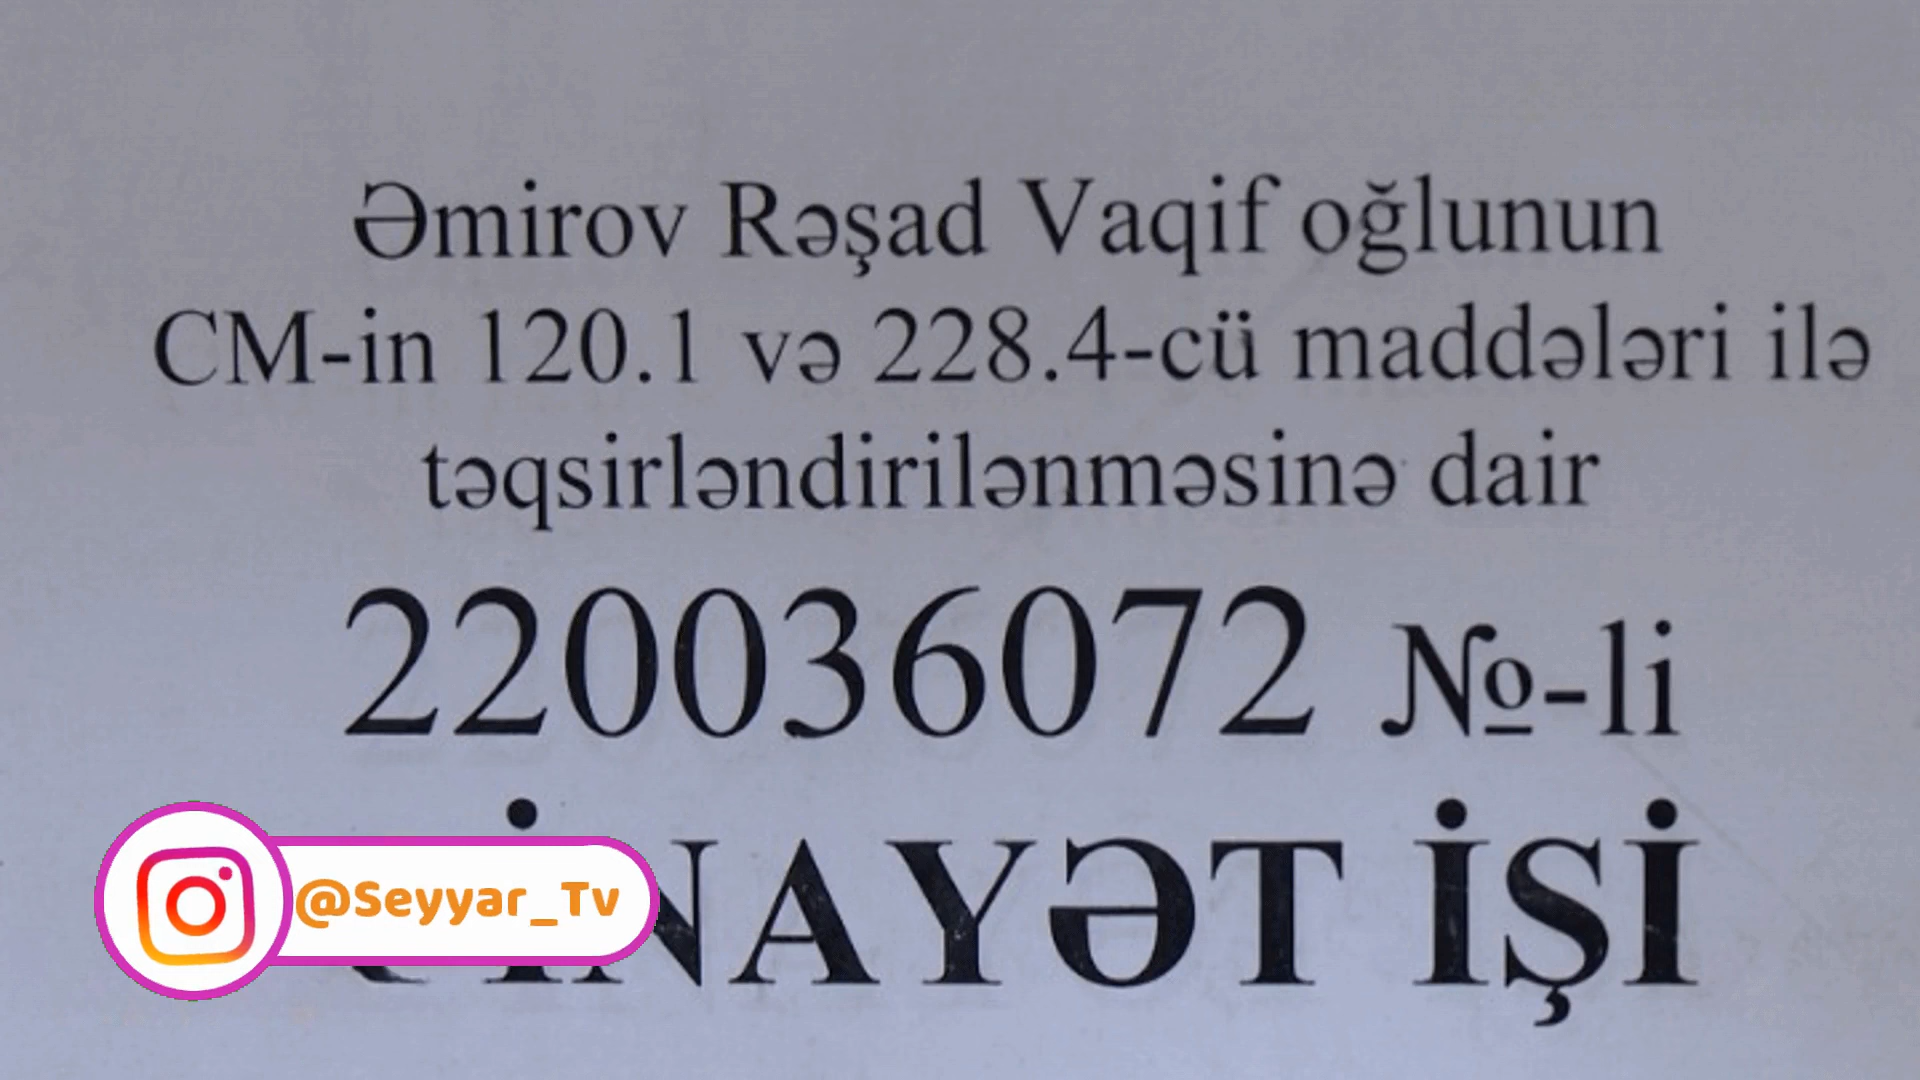 Əmirov Rəşad Vaqif oğlunun
CM-in 120.1 və 228.4-cü maddələri ilə
təqsirləndirilənməsinə dair
220036072 №-li
İNAYƏT İŞİ
@Seyyar_Tv